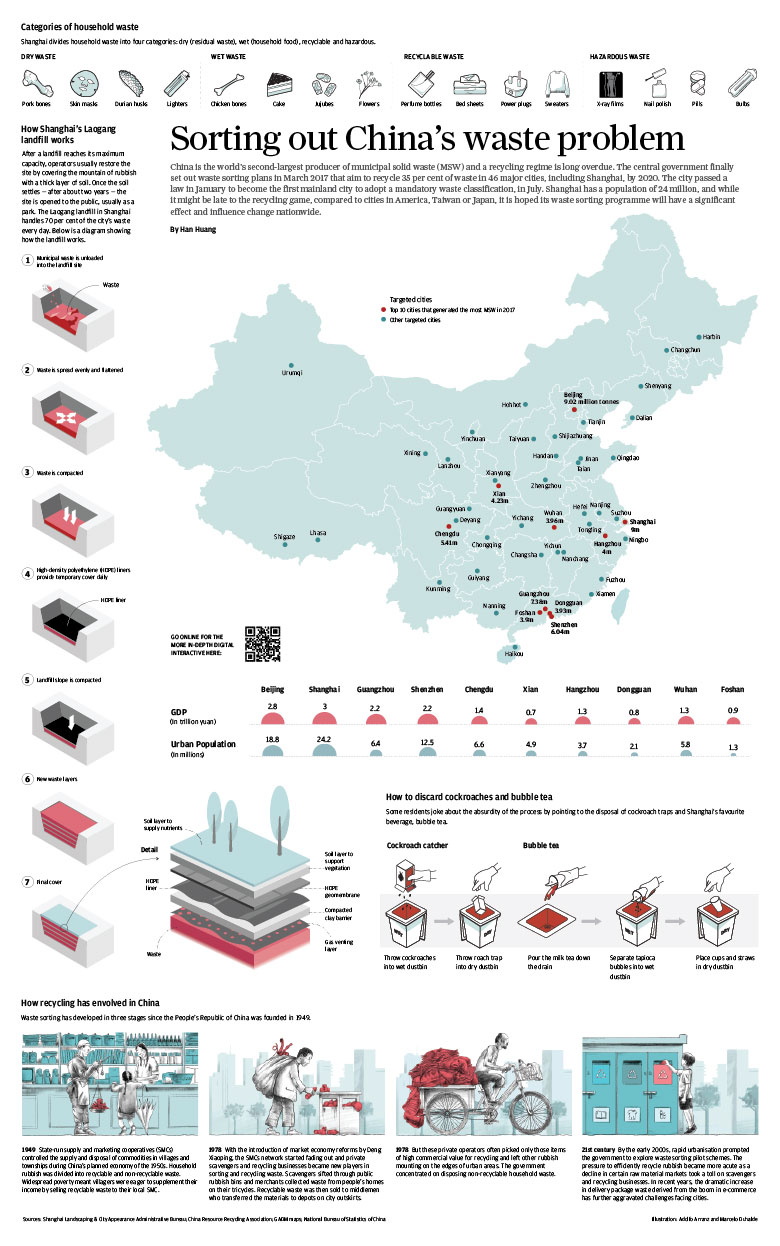 Categories of household waste
Shanghai divides household waste into four categories: dry (residual waste), wet (household food), recyclable and hazardous.
DRY WASTE
WET WASTE
RECYCLABLE WASTE
HAZARDOUS WASTE
Pork bones
Skin masks
Durian husks
Lighters
Chicken bones
Cake
Jujubes
Flowers
Perfume bottles
Bed sheets
Power plugs
Sweaters
X-ray films
Nail polish
Pills
Bulbs
How Shanghai's Laogang
landfill works
After a landfill reaches its maximum
capacity, operators usually restore the
site by covering the mountain of rubbish
with a thick layer of soil. Once the soil
settles – after about two years – the
site is opened to the public, usually as a
park. The Laogang landfill in Shanghai
handles 70 per cent of the city's waste
every day. Below is a diagram showing
how the landfill works.
1 Municipal waste is unloaded
into the landfill site
Waste
2 Waste is spread evenly and flattened
3 Waste is compacted
4 High-density polyethylene (HDPE) liners
provide temporary cover daily
HDPE liner
5 Landfill slope is compacted
6 New waste layers
7 Final cover
Sorting out China's waste problem
China is the world's second-largest producer of municipal solid waste (MSW) and a recycling regime is long overdue. The central government finally
set out waste sorting plans in March 2017 that aim to recycle 35 per cent of waste in 46 major cities, including Shanghai, by 2020. The city passed a
law in January to become the first mainland city to adopt a mandatory waste classification, in July. Shanghai has a population of 24 million, and while
it might be late to the recycling game, compared to cities in America, Taiwan or Japan, it is hoped its waste sorting programme will have a significant
effect and influence change nationwide.
By Han Huang
Targeted cities
Top 10 cities that generated the most MSW in 2017
Other targeted cities
Harbin
Changchun
Urumqi
Shenyang
Beijing
9.02 million tonnes
Hohhot
Dalian
Tianjin
Yinchuan
Taiyuan
Shijiazhuang
Xining
Lanzhou
Handan
Jinan
Taian
Qingdao
Xianyang
Xian
4.23m
Zhengzhou
Guangyuan
Deyang
Chengdu
5.41m
Yichang
Wuhan
3.96m
Hefei
Nanjing
Suzhou
Shanghai
9m
Tongling
Hangzhou
4m
Ningbo
Shigaze
Lhasa
Chongqing
Changsha
Yichun
Nanchang
Kunming
Guiyang
Fuzhou
Xiamen
Nanning
Guangzhou
7.38m
Dongguan
3.93m
Foshan
3.9m
Shenzhen
6.04m
Haikou
GO ONLINE FOR THE
MORE IN-DEPTH DIGITAL
INTERACTIVE HERE:
Beijing Shanghai Guangzhou Shenzhen Chengdu Xian Hangzhou Dongguan Wuhan Foshan
GDP
(in trillion yuan)
2.8 3 2.2 2.2 1.4 0.7 1.3 0.8 1.3 0.9
Urban Population
(in millions)
18.8 24.2 6.4 12.5 6.6 4.9 3.7 2.1 5.8 1.3
Soil layer to
supply nutrients
Detail
HDPE
liner
Waste
Soil layer to
support
vegetation
HDPE
geomembrane
Compacted
clay barrier
Gas venting
layer
How to discard cockroaches and bubble tea
Some residents joke about the absurdity of the process by pointing to the disposal of cockroach traps and Shanghai's favourite
beverage, bubble tea.
Cockroach catcher
Bubble tea
WET
DRY
WET
DRY
Throw cockroaches
into wet dustbin
Throw roach trap
into dry dustbin
Pour the milk tea down
the drain
Separate tapioca
bubbles into wet
dustbin
Place cups and straws
in dry dustbin
How recycling has envolved in China
Waste sorting has developed in three stages since the People's Republic of China was founded in 1949.
1949 State-run supply and marketing cooperatives (SMCs)
controlled the supply and disposal of commodities in villages and
townships during China's planned economy of the 1950s. Household
rubbish was divided into recyclable and non-recyclable waste.
Widespread poverty meant villagers were eager to supplement their
income by selling recyclable waste to their local SMC.
1978 With the introduction of market economy reforms by Deng
Xiaoping, the SMCs network started fading out and private
scavengers and recycling businesses became new players in
sorting and recycling waste. Scavengers sifted through public
rubbish bins and merchants collected waste from people's homes
on their tricycles. Recyclable waste was then sold to middlemen
who transferred the materials to depots on city outskirts.
1978 But these private operators often picked only those items
of high commercial value for recycling and left other rubbish
mounting on the edges of urban areas. The government
concentrated on disposing non-recyclable household waste.
21st century By the early 2000s, rapid urbanisation prompted
the government to explore waste sorting pilot schemes. The
pressure to efficiently recycle rubbish became more acute as a
decline in certain raw material markets took a toll on scavengers
and recycling businesses. In recent years, the dramatic increase
in delivery package waste derived from the boom in e-commerce
has further aggravated challenges facing cities.
Sources: Shanghai Landscaping & City Appearance Administrative Bureau, China Resource Recycling Association, GADM maps, National Bureau of Statistics of China
Illustration: Adolfo Arranz and Marcelo Duhalde